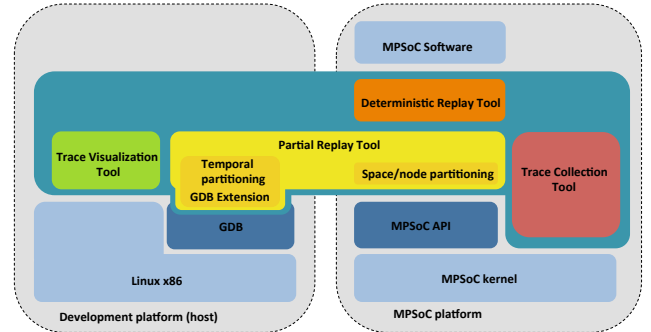 MPSoC Software
Deterministic Replay Tool
Partial Replay Tool
Trace Visualization
Tool
Temporal
partitioning
GDB Extension
Space/node partitioning
Trace Collection
Tool
GDB
MPSoC API
Linux x86
MPSoC kernel
Development platform (host)
MPSoC platform